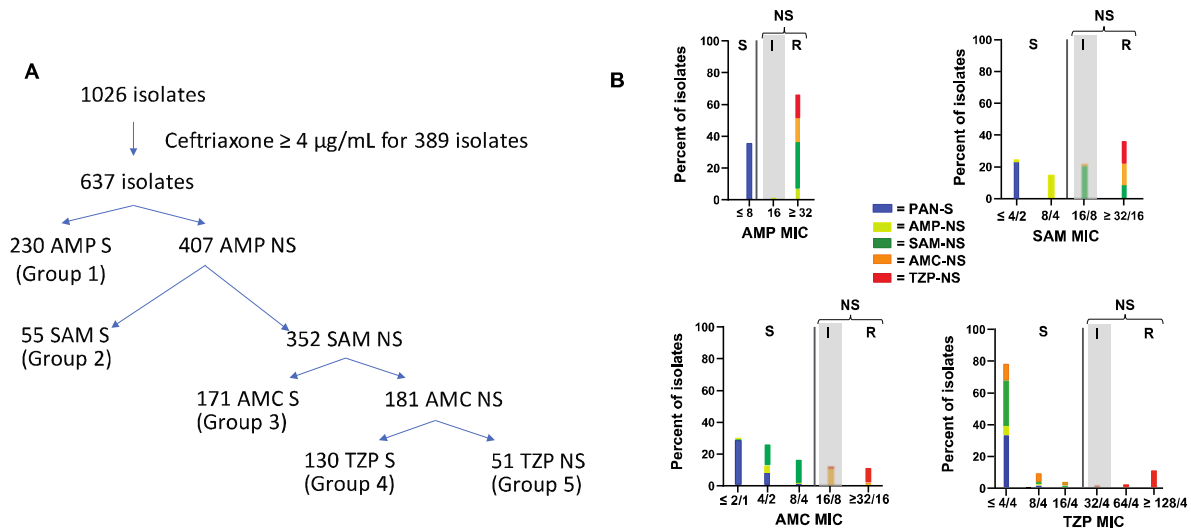 A
1026 isolates
Ceftriaxone ≥ 4 µg/mL for 389 isolates
637 isolates
230 AMP S
(Group 1)
407 AMP NS
55 SAM S
(Group 2)
352 SAM NS
171 AMC S
(Group 3)
181 AMC NS
130 TZP S
(Group 4)
51 TZP NS
(Group 5)
B
NS
S I R
Percent of isolates
100
80
60
40
20
0
≤ 8 16 ≥ 32
AMP MIC
NS
S I R
Percent of isolates
100
80
60
40
20
0
≤ 4/2 8/4 16/8 ≥ 32/16
SAM MIC
= PAN-S
= AMP-NS
= SAM-NS
= AMC-NS
= TZP-NS
NS
S I R
Percent of isolates
100
80
60
40
20
0
≤ 2/1 4/2 8/4 16/8 ≥32/16
AMC MIC
NS
S I R
Percent of isolates
100
80
60
40
20
0
≤ 4/4 8/4 16/4 32/4 64/4 ≥ 128/4
TZP MIC